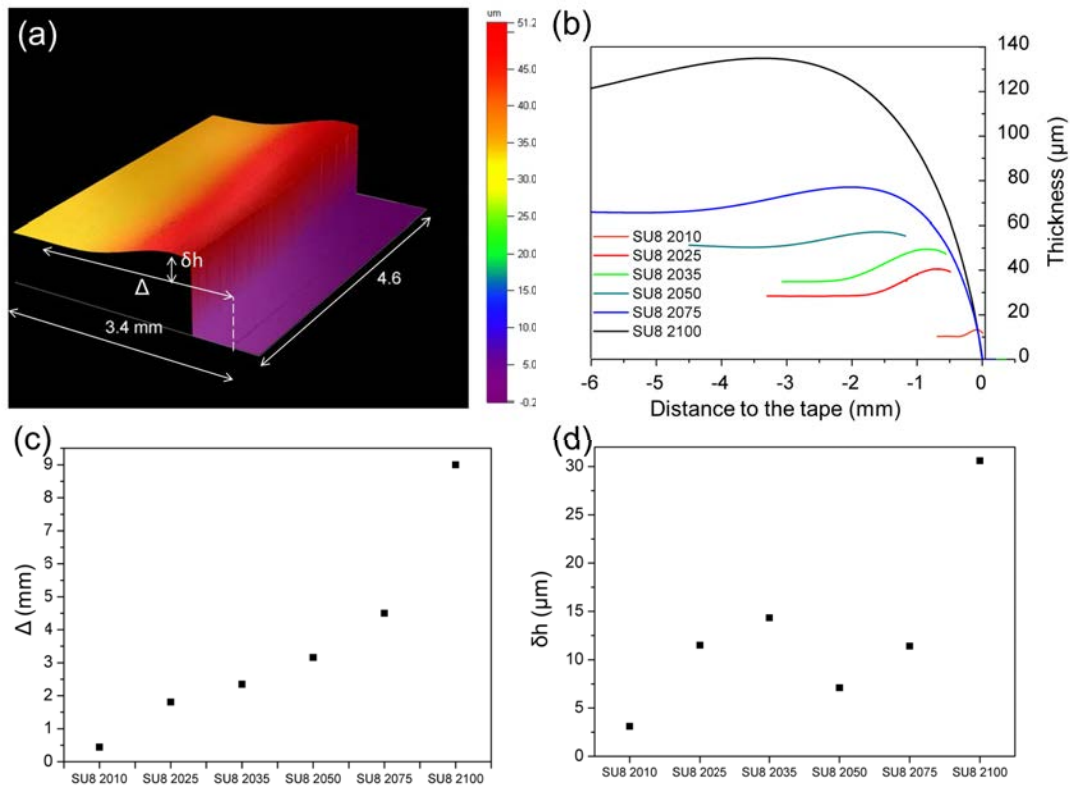 (a)
um
51.2
45.0
40.0
35.0
30.0
25.0
20.0
15.0
10.0
5.0
-0.2
δh
Δ
3.4 mm
4.6
(b)
140
120
100
80
60
40
20
0
Thickness (μm)
SU8 2010
SU8 2025
SU8 2035
SU8 2050
SU8 2075
SU8 2100
-6 -5 -4 -3 -2 -1 0
Distance to the tape (mm)
(c)
9
8
7
6
5
4
3
2
1
0
Δ (mm)
SU8 2010 SU8 2025 SU8 2035 SU8 2050 SU8 2075 SU8 2100
(d)
30
25
20
15
10
5
0
δh (μm)
SU8 2010 SU8 2025 SU8 2035 SU8 2050 SU8 2075 SU8 2100